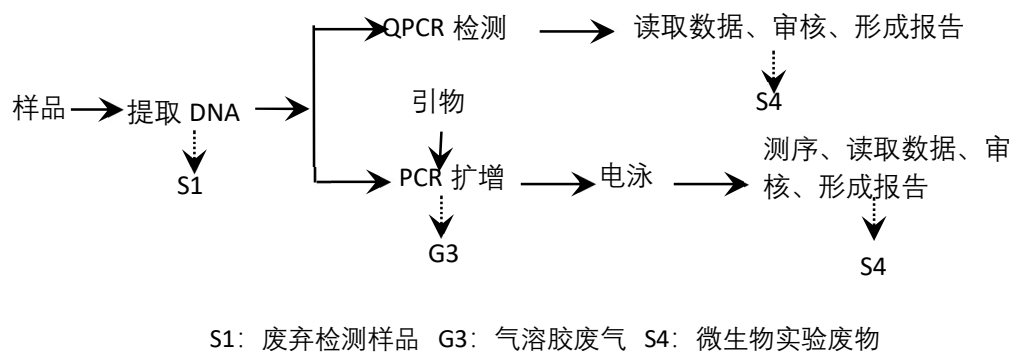 QPCR 检测
读取数据、审核、形成报告
S4
样品
提取 DNA
S1
引物
PCR 扩增
G3
电泳
测序、读取数据、审
核、形成报告
S4
S1：废弃检测样品 G3：气溶胶废气 S4：微生物实验废物